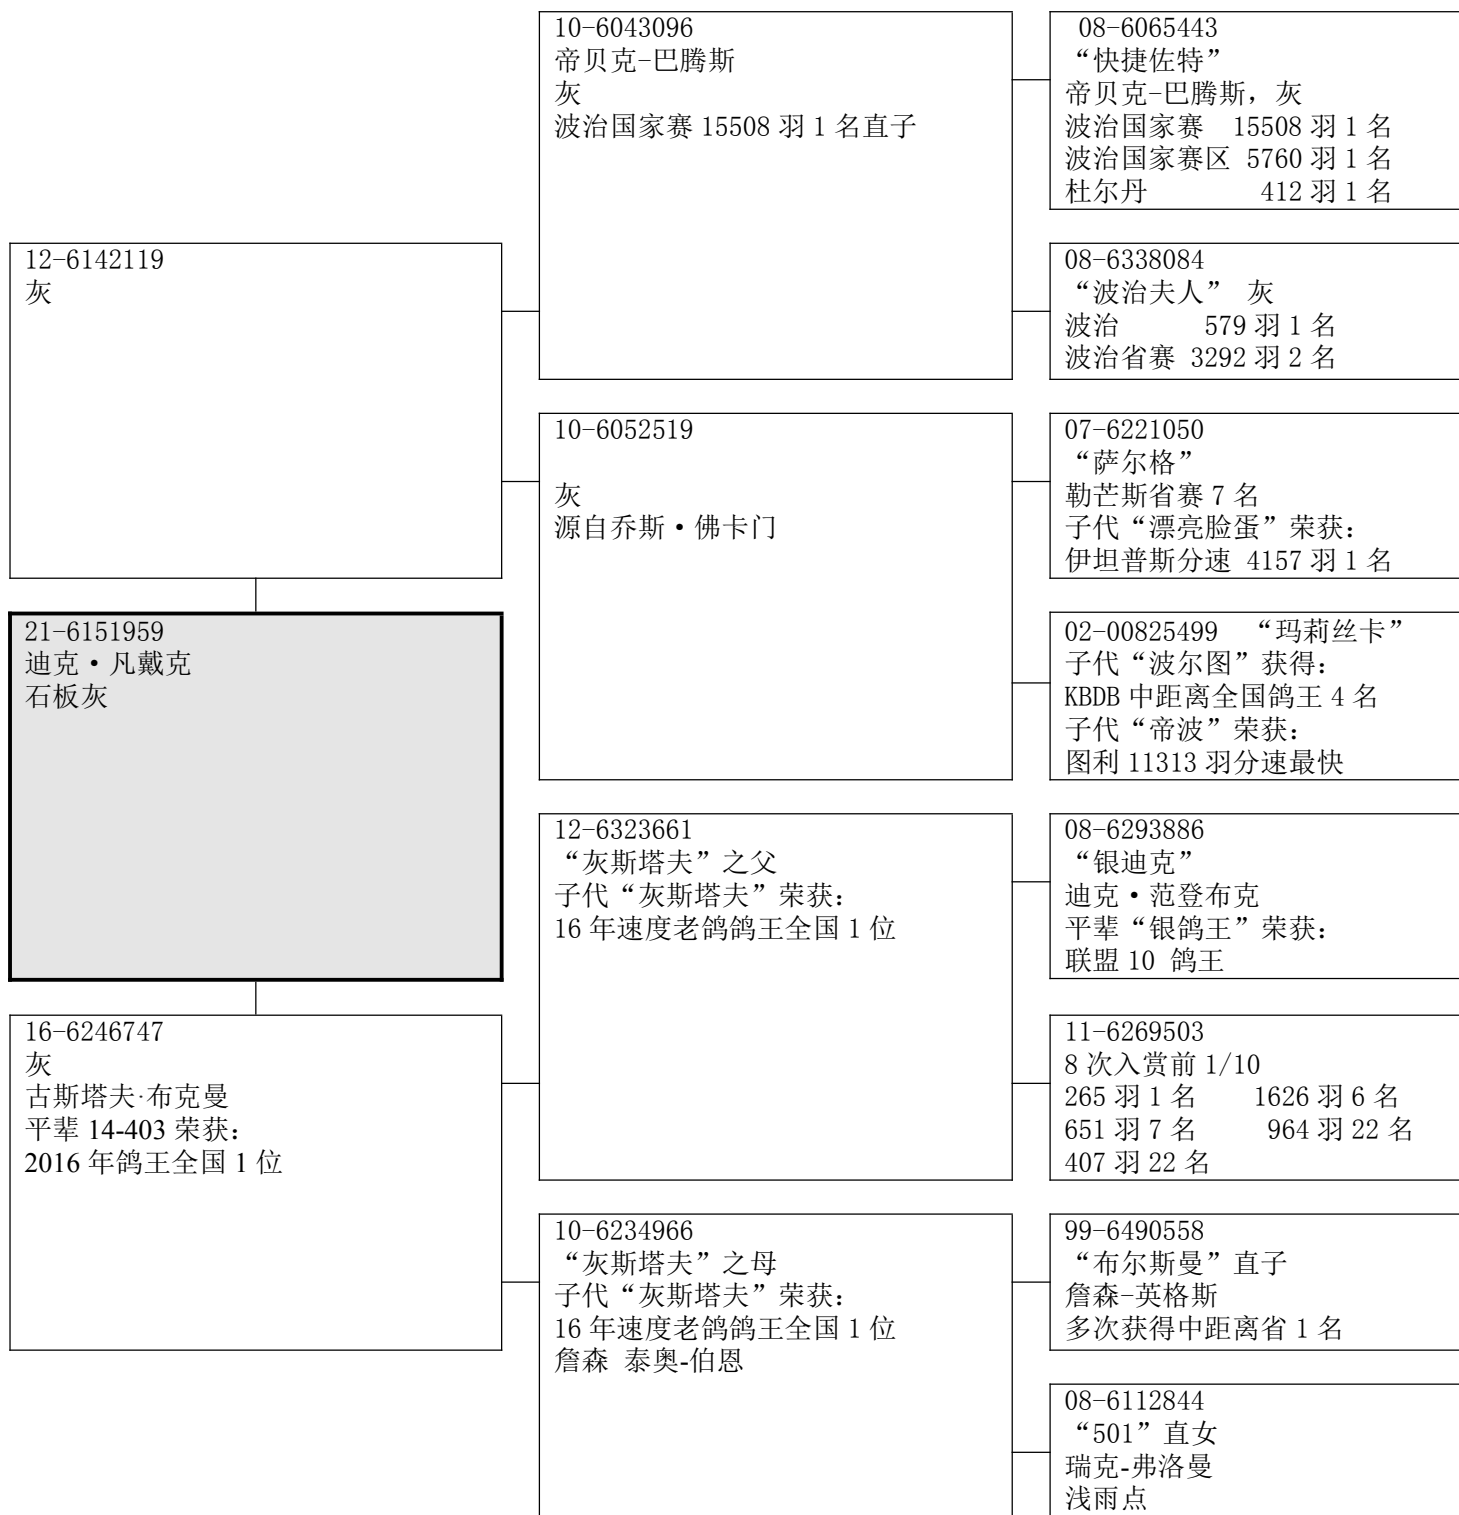 12-6142119
灰
21-6151959
迪克·凡戴克
石板灰
16-6246747
灰
古斯塔夫·布克曼
平辈 14-403 荣获：
2016 年鸽王全国 1 位
10-6043096
帝贝克-巴腾斯
灰
波治国家赛 15508 羽 1 名直子
10-6052519
灰
源自乔斯·佛卡门
12-6323661
“灰斯塔夫”之父
子代“灰斯塔夫”荣获：
16 年速度老鸽鸽王全国 1 位
10-6234966
“灰斯塔夫”之母
子代“灰斯塔夫”荣获：
16 年速度老鸽鸽王全国 1 位
詹森 泰奥-伯恩
08-6065443
“快捷佐特”
帝贝克-巴腾斯，灰
波治国家赛 15508 羽 1 名
波治国家赛区 5760 羽 1 名
杜尔丹 412 羽 1 名
08-6338084
“波治夫人” 灰
波治 579 羽 1 名
波治省赛 3292 羽 2 名
07-6221050
“萨尔格”
勒芒斯省赛 7 名
子代“漂亮脸蛋”荣获：
伊坦普斯分速 4157 羽 1 名
02-00825499 “玛莉丝卡”
子代“波尔图”获得：
KBDB 中距离全国鸽王 4 名
子代“帝波”荣获：
图利 11313 羽分速最快
08-6293886
“银迪克”
迪克·范登布克
平辈“银鸽王”荣获：
联盟 10 鸽王
11-6269503
8 次入赏前 1/10
265 羽 1 名 1626 羽 6 名
651 羽 7 名 964 羽 22 名
407 羽 22 名
99-6490558
“布尔斯曼”直子
詹森-英格斯
多次获得中距离省 1 名
08-6112844
“501”直女
瑞克-弗洛曼
浅雨点